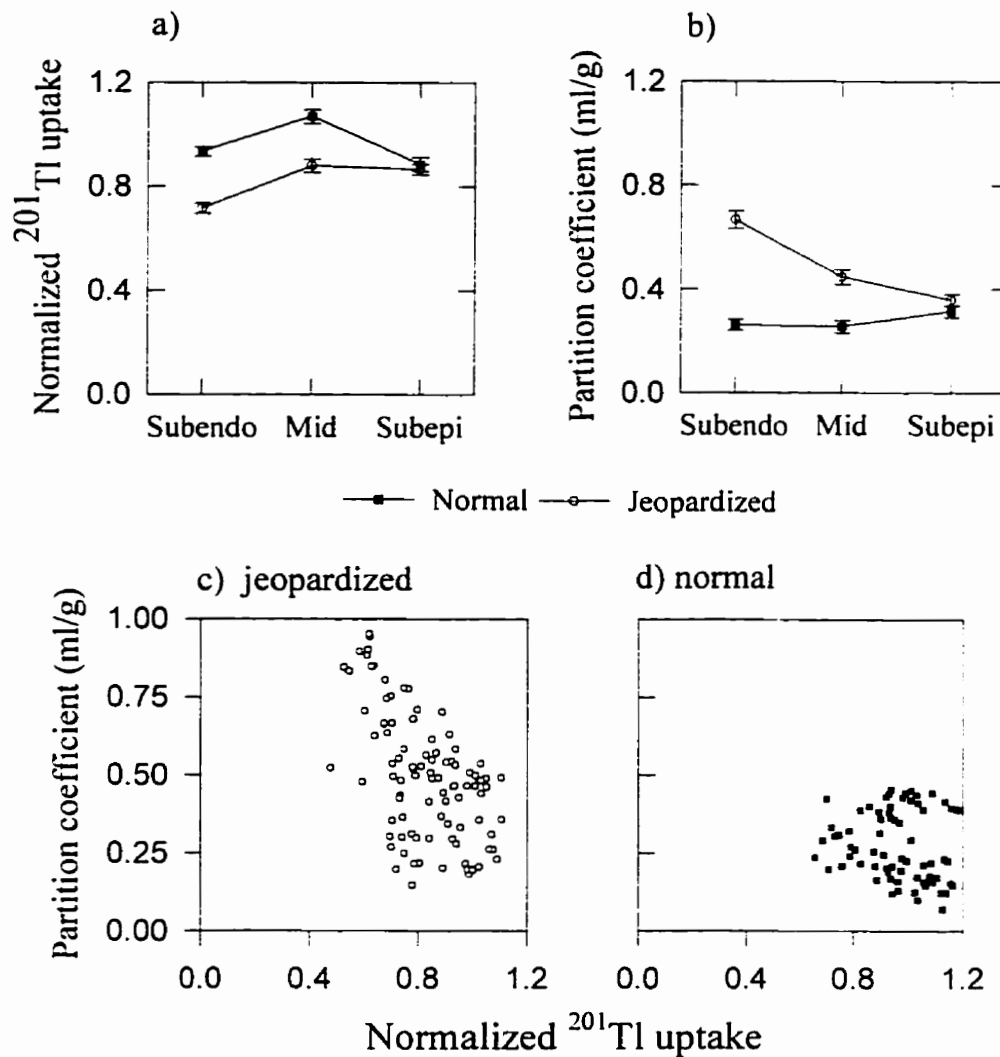 a)
b)
Normalized ²⁰¹Tl uptake
1.2
0.8
0.4
0.0
Subendo Mid Subepi
Partition coefficient (ml/g)
1.2
0.8
0.4
0.0
Subendo Mid Subepi
Normal Jeopardized
c) jeopardized
d) normal
Partition coefficient (ml/g)
1.00
0.75
0.50
0.25
0.00
0.0 0.4 0.8 1.2
0.0 0.4 0.8 1.2
Normalized ²⁰¹Tl uptake